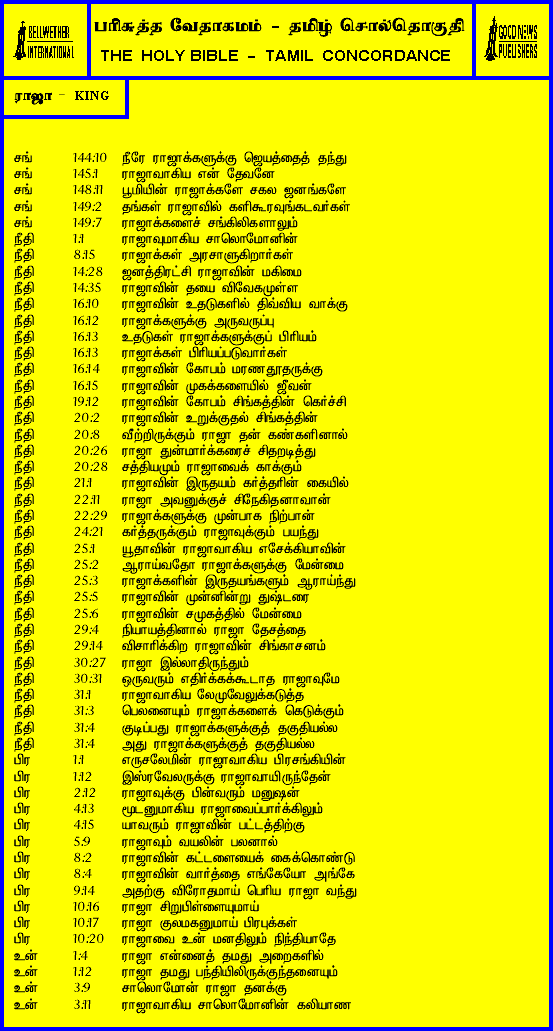 BELLWETHER INTERNATIONAL
பரிசுத்த வேதாகமம் - தமிழ் சொல்தொகுதி
THE HOLY BIBLE - TAMIL CONCORDANCE
GOOD NEWS PUBLISHERS
ராஜா - KING
சங் 144:10 நீரே ராஜாக்களுக்கு ஜெயத்தைத் தந்து
சங் 145:1 ராஜாவாகிய என் தேவனே
சங் 148:11 பூமியின் ராஜாக்களே சகல ஜனங்களே
சங் 149:2 தங்கள் ராஜாவில் களிகூரவுங்கடவர்கள்
சங் 149:7 ராஜாக்களைச் சங்கிலிகளாலும்
நீதி 1:1 ராஜாவுமாகிய சாலொமோனின்
நீதி 8:15 ராஜாக்கள் அரசாளுகிறார்கள்
நீதி 14:28 ஜனத்திரட்சி ராஜாவின் மகிமை
நீதி 14:35 ராஜாவின் தயை விவேகமுள்ள
நீதி 16:10 ராஜாவின் உதடுகளில் திவ்விய வாக்கு
நீதி 16:12 ராஜாக்களுக்கு அருவருப்பு
நீதி 16:13 உதடுகள் ராஜாக்களுக்குப் பிரியம்
நீதி 16:13 ராஜாக்கள் பிரியப்படுவார்கள்
நீதி 16:14 ராஜாவின் கோபம் மரணதூதருக்கு
நீதி 16:15 ராஜாவின் முகக்களையில் ஜீவன்
நீதி 19:12 ராஜாவின் கோபம் சிங்கத்தின் கெர்ச்சி
நீதி 20:2 ராஜாவின் உறுக்குதல் சிங்கத்தின்
நீதி 20:8 வீற்றிருக்கும் ராஜா தன் கண்களினால்
நீதி 20:26 ராஜா துன்மார்க்கரைச் சிதறடித்து
நீதி 20:28 சத்தியமும் ராஜாவைக் காக்கும்
நீதி 21:1 ராஜாவின் இருதயம் கர்த்தரின் கையில்
நீதி 22:11 ராஜா அவனுக்குச் சிநேகிதனாவான்
நீதி 22:29 ராஜாக்களுக்கு முன்பாக நிற்பான்
நீதி 24:21 கர்த்தருக்கும் ராஜாவுக்கும் பயந்து
நீதி 25:1 யூதாவின் ராஜாவாகிய எசேக்கியாவின்
நீதி 25:2 ஆராய்வதோ ராஜாக்களுக்கு மேன்மை
நீதி 25:3 ராஜாக்களின் இருதயங்களும் ஆராய்ந்து
நீதி 25:5 ராஜாவின் முன்னின்று துஷ்டரை
நீதி 25:6 ராஜாவின் சமுகத்தில் மேன்மை
நீதி 29:4 நியாயத்தினால் ராஜா தேசத்தை
நீதி 29:14 விசாரிக்கிற ராஜாவின் சிங்காசனம்
நீதி 30:27 ராஜா இல்லாதிருந்தும்
நீதி 30:31 ஒருவரும் எதிர்க்கக்கூடாத ராஜாவுமே
நீதி 31:1 ராஜாவாகிய லேமுவேலுக்கடுத்த
நீதி 31:3 பெலனையும் ராஜாக்களைக் கெடுக்கும்
நீதி 31:4 குடிப்பது ராஜாக்களுக்குத் தகுதியல்ல
நீதி 31:4 அது ராஜாக்களுக்குத் தகுதியல்ல
பிர 1:1 எருசலேமின் ராஜாவாகிய பிரசங்கியின்
பிர 1:12 இஸ்ரவேலருக்கு ராஜாவாயிருந்தேன்
பிர 2:12 ராஜாவுக்கு பின்வரும் மனுஷன்
பிர 4:13 மூடனுமாகிய ராஜாவைப்பார்க்கிலும்
பிர 4:15 யாவரும் ராஜாவின் பட்டத்திற்கு
பிர 5:9 ராஜாவும் வயலின் பலனால்
பிர 8:2 ராஜாவின் கட்டளையைக் கைக்கொண்டு
பிர 8:4 ராஜாவின் வார்த்தை எங்கேயோ அங்கே
பிர 9:14 அதற்கு விரோதமாய் பெரிய ராஜா வந்து
பிர 10:16 ராஜா சிறுபிள்ளையுமாய்
பிர 10:17 ராஜா குலமகனுமாய் பிரபுக்கள்
பிர 10:20 ராஜாவை உன் மனதிலும் நிந்தியாதே
உன் 1:4 ராஜா என்னைத் தமது அறைகளில்
உன் 1:12 ராஜா தமது பந்தியிலிருக்குந்தனையும்
உன் 3:9 சாலொமோன் ராஜா தனக்கு
உன் 3:11 ராஜாவாகிய சாலொமோனின் கலியாண